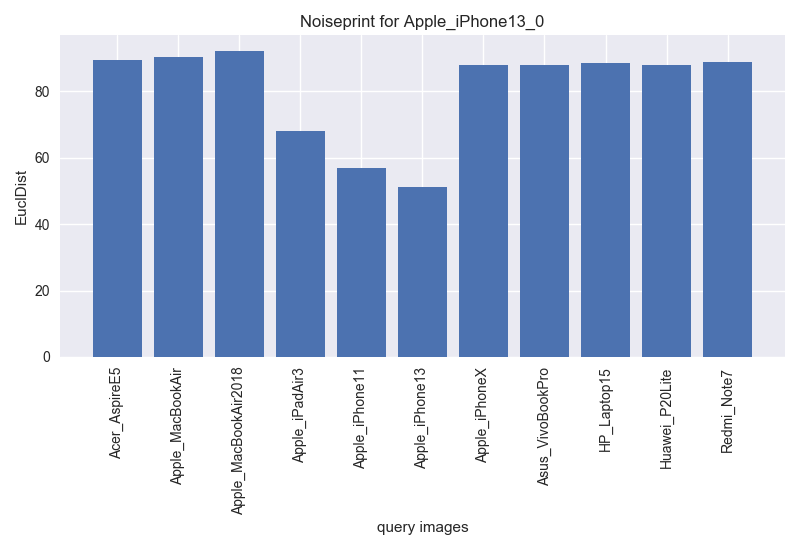 Noiseprint for Apple_iPhone13_0
EuclDist
80
60
40
20
0
Acer_AspireE5
Apple_MacBookAir
Apple_MacBookAir2018
Apple_iPadAir3
Apple_iPhone11
Apple_iPhone13
Apple_iPhoneX
Asus_VivoBookPro
HP_Laptop15
Huawei_P20Lite
Redmi_Note7
query images